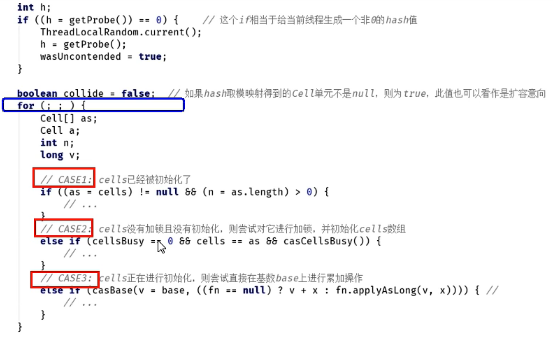 int h;
if ((h = getProbe()) == 0) { // 这个if相当于给当前线程生成一个非0的hash值
ThreadLocalRandom.current();
h = getProbe();
wasUncontended = true;
}
boolean collide = false; // 如果hash取模映射得到的Cell单元不是null，则为true，此值也可以看作是扩容意向
for (; ; ) {
Cell[] as;
Cell a;
int n;
long v;
// CASE1: cells已经被初始化了
if ((as = cells) != null && (n = as.length) > 0) {
// ...
}
// CASE2: cells没有加锁且没有初始化，则尝试对它进行加锁，并初始化cells数组
else if (cellsBusy == 0 && cells == as && casCellsBusy()) {
// ...
}
// CASE3: cells正在进行初始化，则尝试直接在基数base上进行累加操作
else if (casBase(v = base, ((fn == null) ? v + x : fn.applyAsLong(v, x)))) { //
// ...
}
}